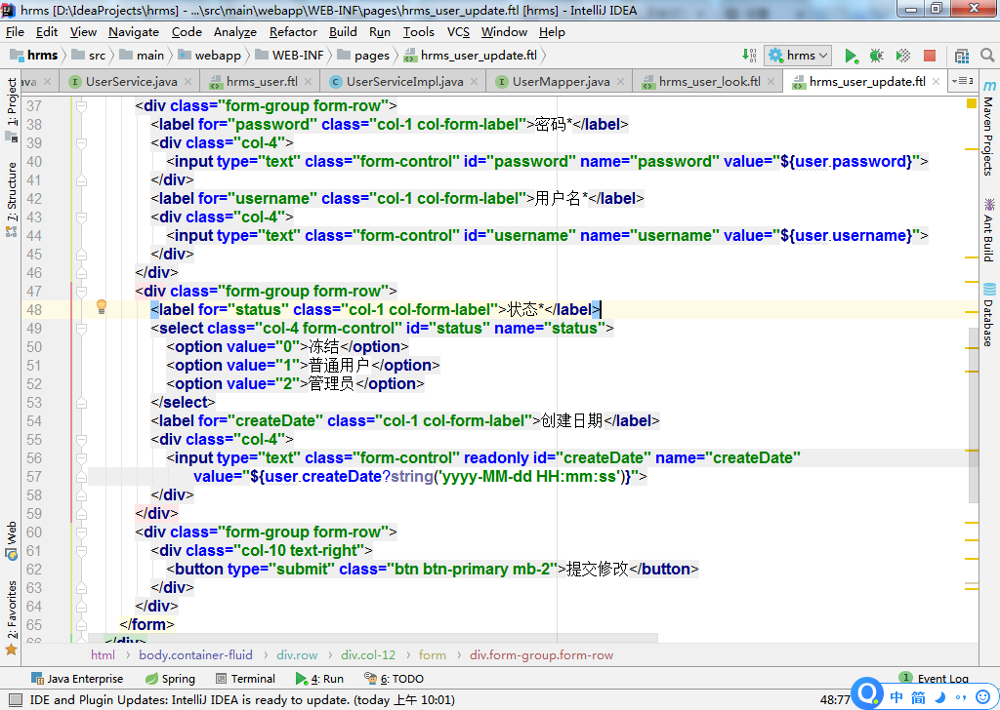 hrms [D:\IdeaProjects\hrms] - ...\src\main\webapp\WEB-INF\pages\hrms_user_update.ftl [hrms] - IntelliJ IDEA
File Edit View Navigate Code Analyze Refactor Build Run Tools VCS Window Help
hrms src main webapp WEB-INF pages hrms_user_update.ftl hrms
ava UserService.java hrms_user.ftl UserServiceImpl.java UserMapper.java hrms_user_look.ftl hrms_user_update.ftl 3
1: Project
7: Structure
Web
2: Favorites
37 <div class="form-group form-row">
38 <label for="password" class="col-1 col-form-label">密码*</label>
39 <div class="col-4">
40 <input type="text" class="form-control" id="password" name="password" value="${user.password}">
41 </div>
42 <label for="username" class="col-1 col-form-label">用户名*</label>
43 <div class="col-4">
44 <input type="text" class="form-control" id="username" name="username" value="${user.username}">
45 </div>
46 </div>
47 <div class="form-group form-row">
48 <label for="status" class="col-1 col-form-label">状态*</label>
49 <select class="col-4 form-control" id="status" name="status">
50 <option value="0">冻结</option>
51 <option value="1">普通用户</option>
52 <option value="2">管理员</option>
53 </select>
54 <label for="createDate" class="col-1 col-form-label">创建日期</label>
55 <div class="col-4">
56 <input type="text" class="form-control" readonly id="createDate" name="createDate"
57 value="${user.createDate?string('yyyy-MM-dd HH:mm:ss')}">
58 </div>
59 </div>
60 <div class="form-group form-row">
61 <div class="col-10 text-right">
62 <button type="submit" class="btn btn-primary mb-2">提交修改</button>
63 </div>
64 </div>
65 </form>
66 </div>
Maven Projects
Ant Build
Database
html body.container-fluid div.row div.col-12 form div.form-group.form-row
Java Enterprise Spring Terminal 4: Run 6: TODO 1 Event Log
IDE and Plugin Updates: IntelliJ IDEA is ready to update. (today 上午 10:01) 48:77 中 简